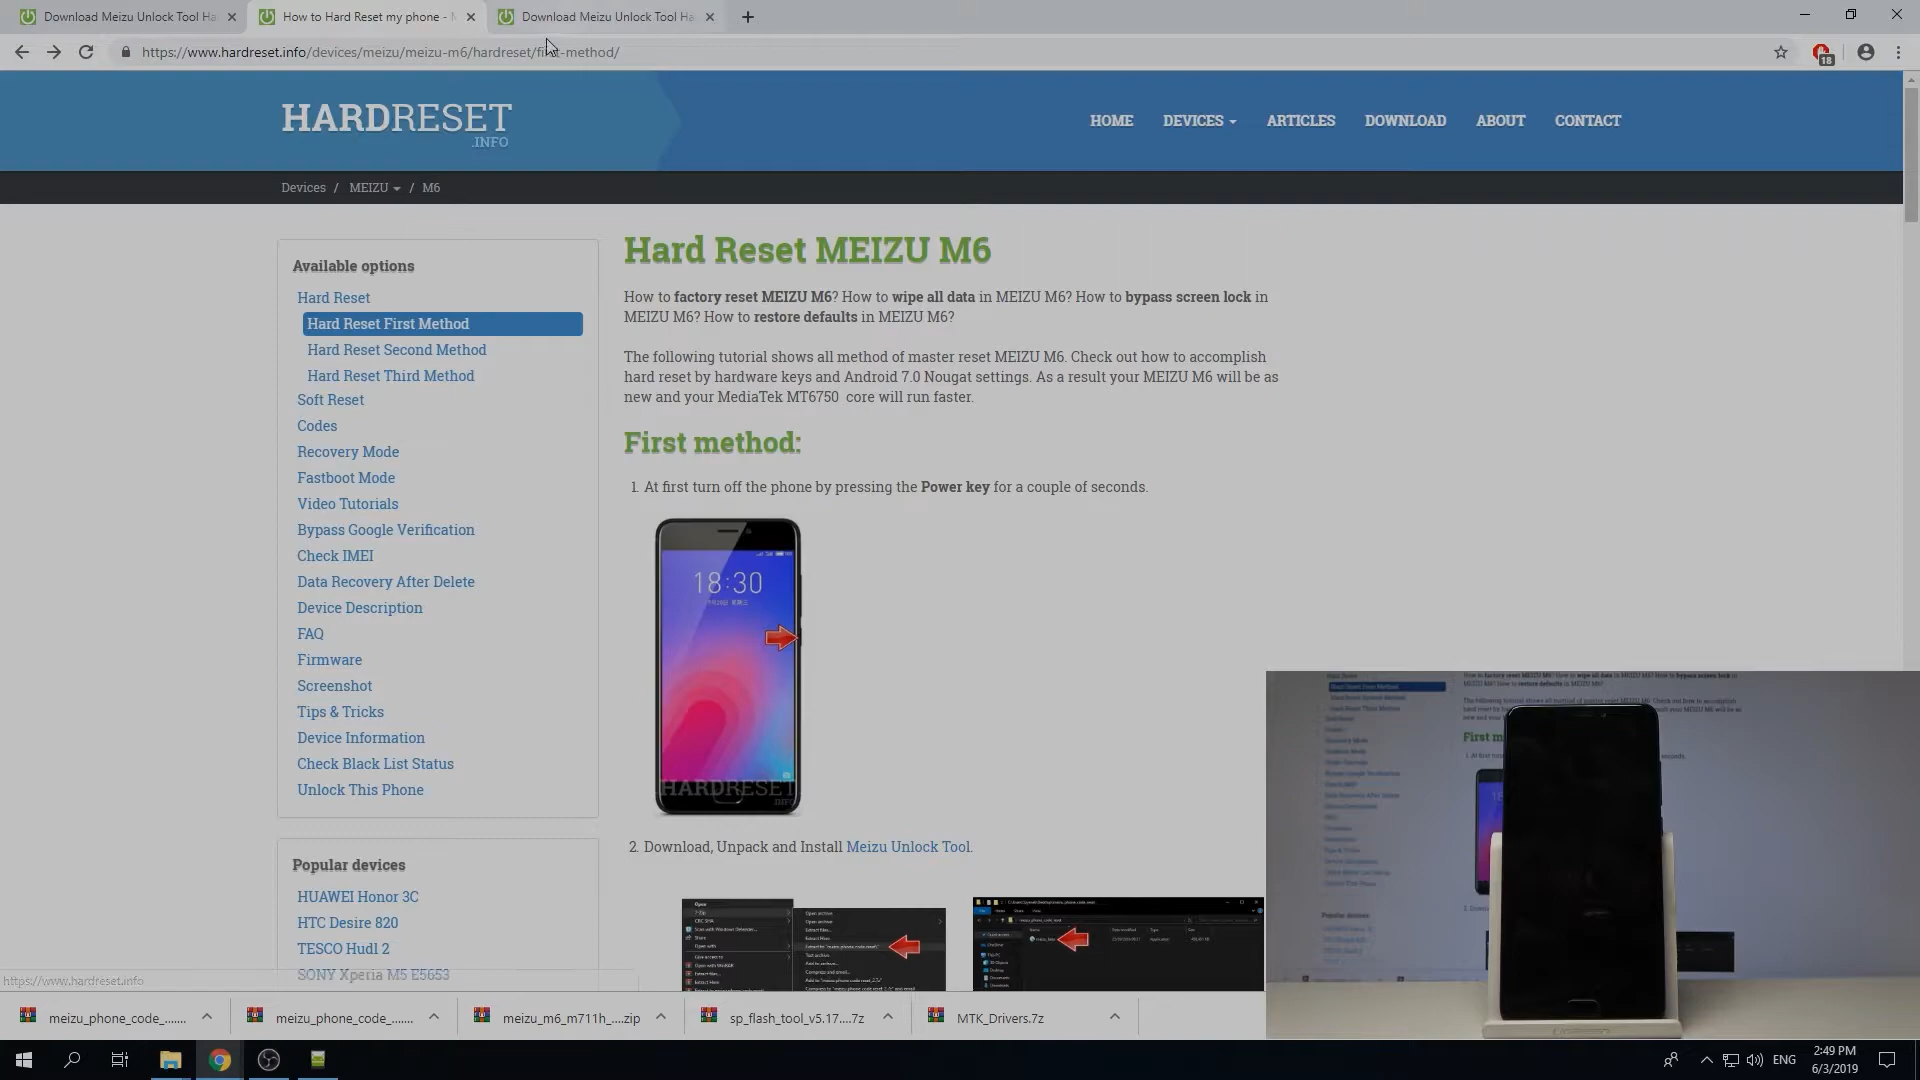 Download Meizu Unlock Tool Ha
How to Hard Reset my phone - M
Download Meizu Unlock Tool Ha
https://www.hardreset.info/devices/meizu/meizu-m6/hardreset/first-method/
18
HARDRESET
.INFO
HOME
DEVICES
ARTICLES
DOWNLOAD
ABOUT
CONTACT
Devices / MEIZU / M6
Available options
Hard Reset
Hard Reset First Method
Hard Reset Second Method
Hard Reset Third Method
Soft Reset
Codes
Recovery Mode
Fastboot Mode
Video Tutorials
Bypass Google Verification
Check IMEI
Data Recovery After Delete
Device Description
FAQ
Firmware
Screenshot
Tips & Tricks
Device Information
Check Black List Status
Unlock This Phone
Popular devices
HUAWEI Honor 3C
HTC Desire 820
TESCO Hudl 2
SONY Xperia M5 E5653
Hard Reset MEIZU M6
How to factory reset MEIZU M6? How to wipe all data in MEIZU M6? How to bypass screen lock in
MEIZU M6? How to restore defaults in MEIZU M6?
The following tutorial shows all method of master reset MEIZU M6. Check out how to accomplish
hard reset by hardware keys and Android 7.0 Nougat settings. As a result your MEIZU M6 will be as
new and your MediaTek MT6750 core will run faster.
First method:
1. At first turn off the phone by pressing the Power key for a couple of seconds.
18:30
HARDRESET
2. Download, Unpack and Install Meizu Unlock Tool.
https://www.hardreset.info
meizu_phone_code_.......
meizu_phone_code_.......
meizu_m6_m711h_....zip
sp_flash_tool_v5.17....7z
MTK_Drivers.7z
ENG
2:49 PM
6/3/2019